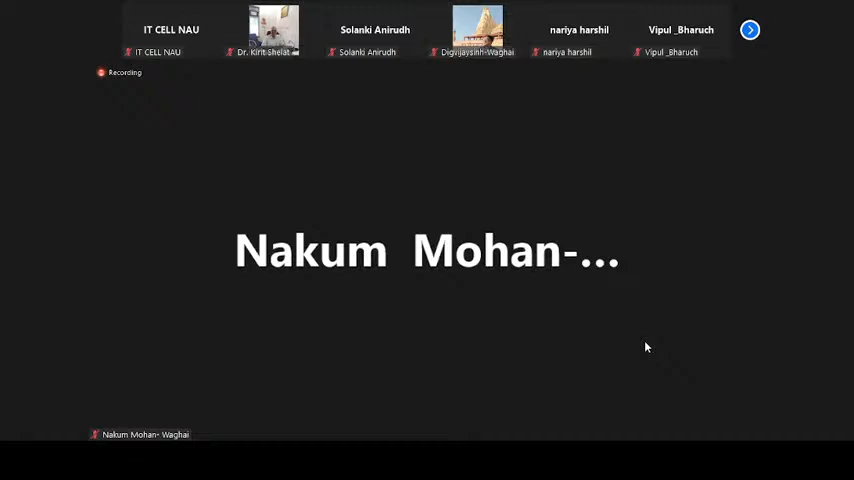 IT CELL NAU
Solanki Anirudh
nariya harshil
Vipul _Bharuch
IT CELL NAU
Dr. Kirit Shelat
Solanki Anirudh
Digvijaysinh-Waghai
nariya harshil
Vipul _Bharuch
Recording
Nakum Mohan-...
Nakum Mohan- Waghai